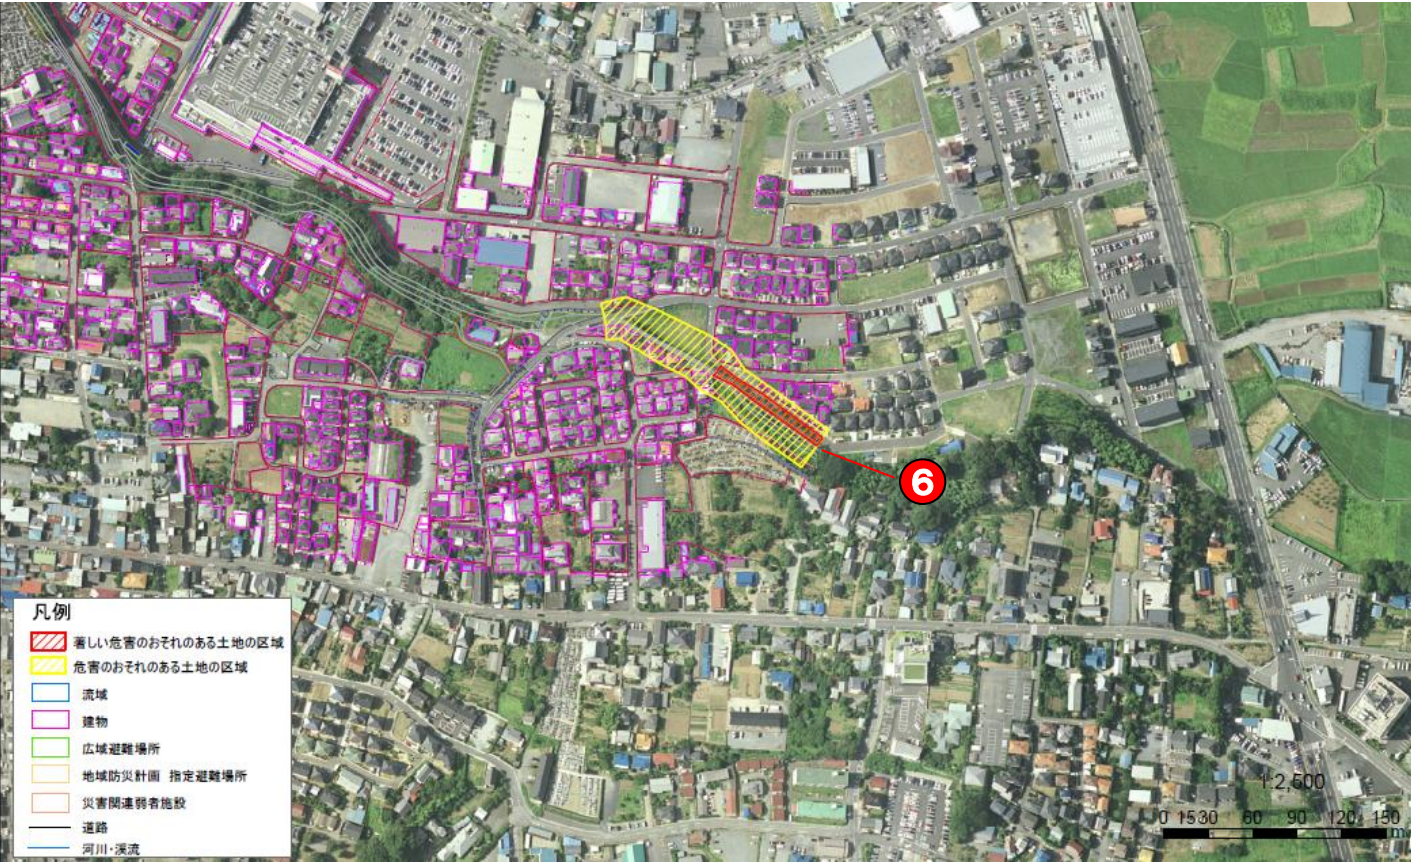 6
凡例
著しい危害のおそれのある土地の区域
危害のおそれのある土地の区域
流域
建物
広域避難場所
地域防災計画 指定避難場所
災害関連弱者施設
道路
河川・渓流
1:2,500
0 15 30 60 90 120 150
m